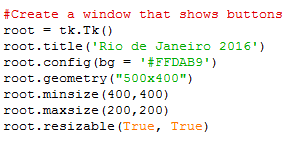 #Create a window that shows buttons
root = tk.Tk()
root.title('Rio de Janeiro 2016')
root.config(bg = '#FFDAB9')
root.geometry("500x400")
root.minsize(400,400)
root.maxsize(200,200)
root.resizable(True, True)